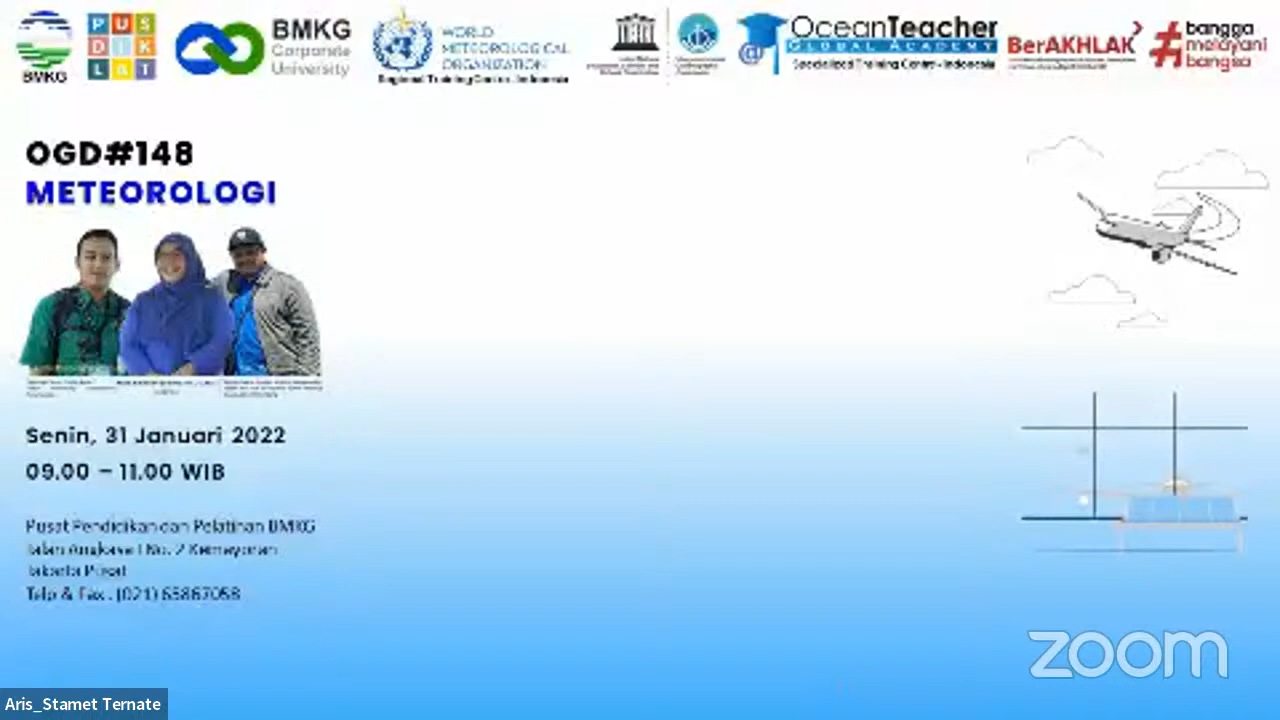 BMKG
PUS
DIK
LAT
BMKG
Corporate
University
WORLD
METEOROLOGICAL
ORGANIZATION
Regional Training Centre - Indonesia
OceanTeacher
GLOBAL ACADEMY
Specialized Training Centre - Indonesia
BerAKHLAK
#bangga
melayani
bangsa
OGD#148
METEOROLOGI
Senin, 31 Januari 2022
09.00 – 11.00 WIB
Pusat Pendidikan dan Pelatihan BMKG
Jalan Angkasa I No. 2 Kemayoran
Jakarta Pusat
Telp & Fax : (021) 65867058
zoom
Aris_Stamet Ternate